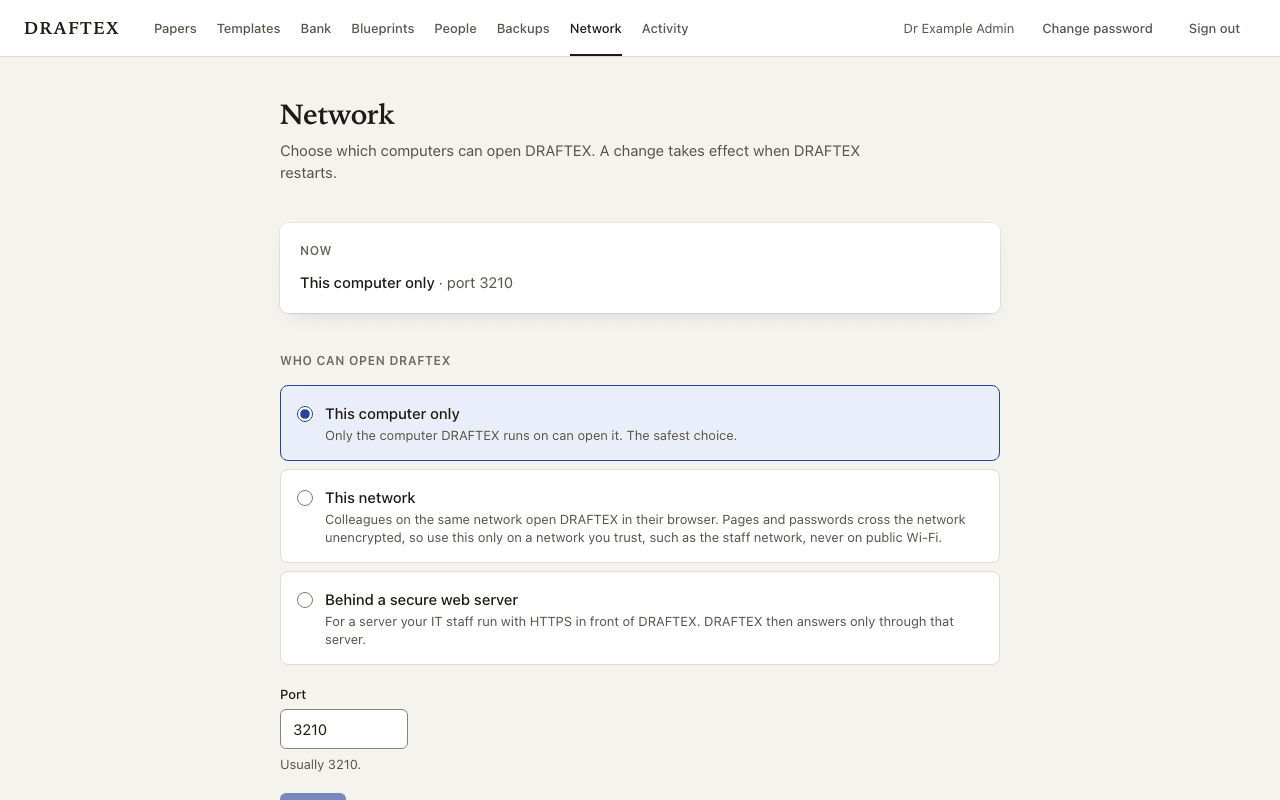 DRAFTEX
Papers
Templates
Bank
Blueprints
People
Backups
Network
Activity
Dr Example Admin
Change password
Sign out
Network
Choose which computers can open DRAFTEX. A change takes effect when DRAFTEX
restarts.
NOW
This computer only · port 3210
WHO CAN OPEN DRAFTEX
This computer only
Only the computer DRAFTEX runs on can open it. The safest choice.
This network
Colleagues on the same network open DRAFTEX in their browser. Pages and passwords cross the network
unencrypted, so use this only on a network you trust, such as the staff network, never on public Wi-Fi.
Behind a secure web server
For a server your IT staff run with HTTPS in front of DRAFTEX. DRAFTEX then answers only through that
server.
Port
3210
Usually 3210.